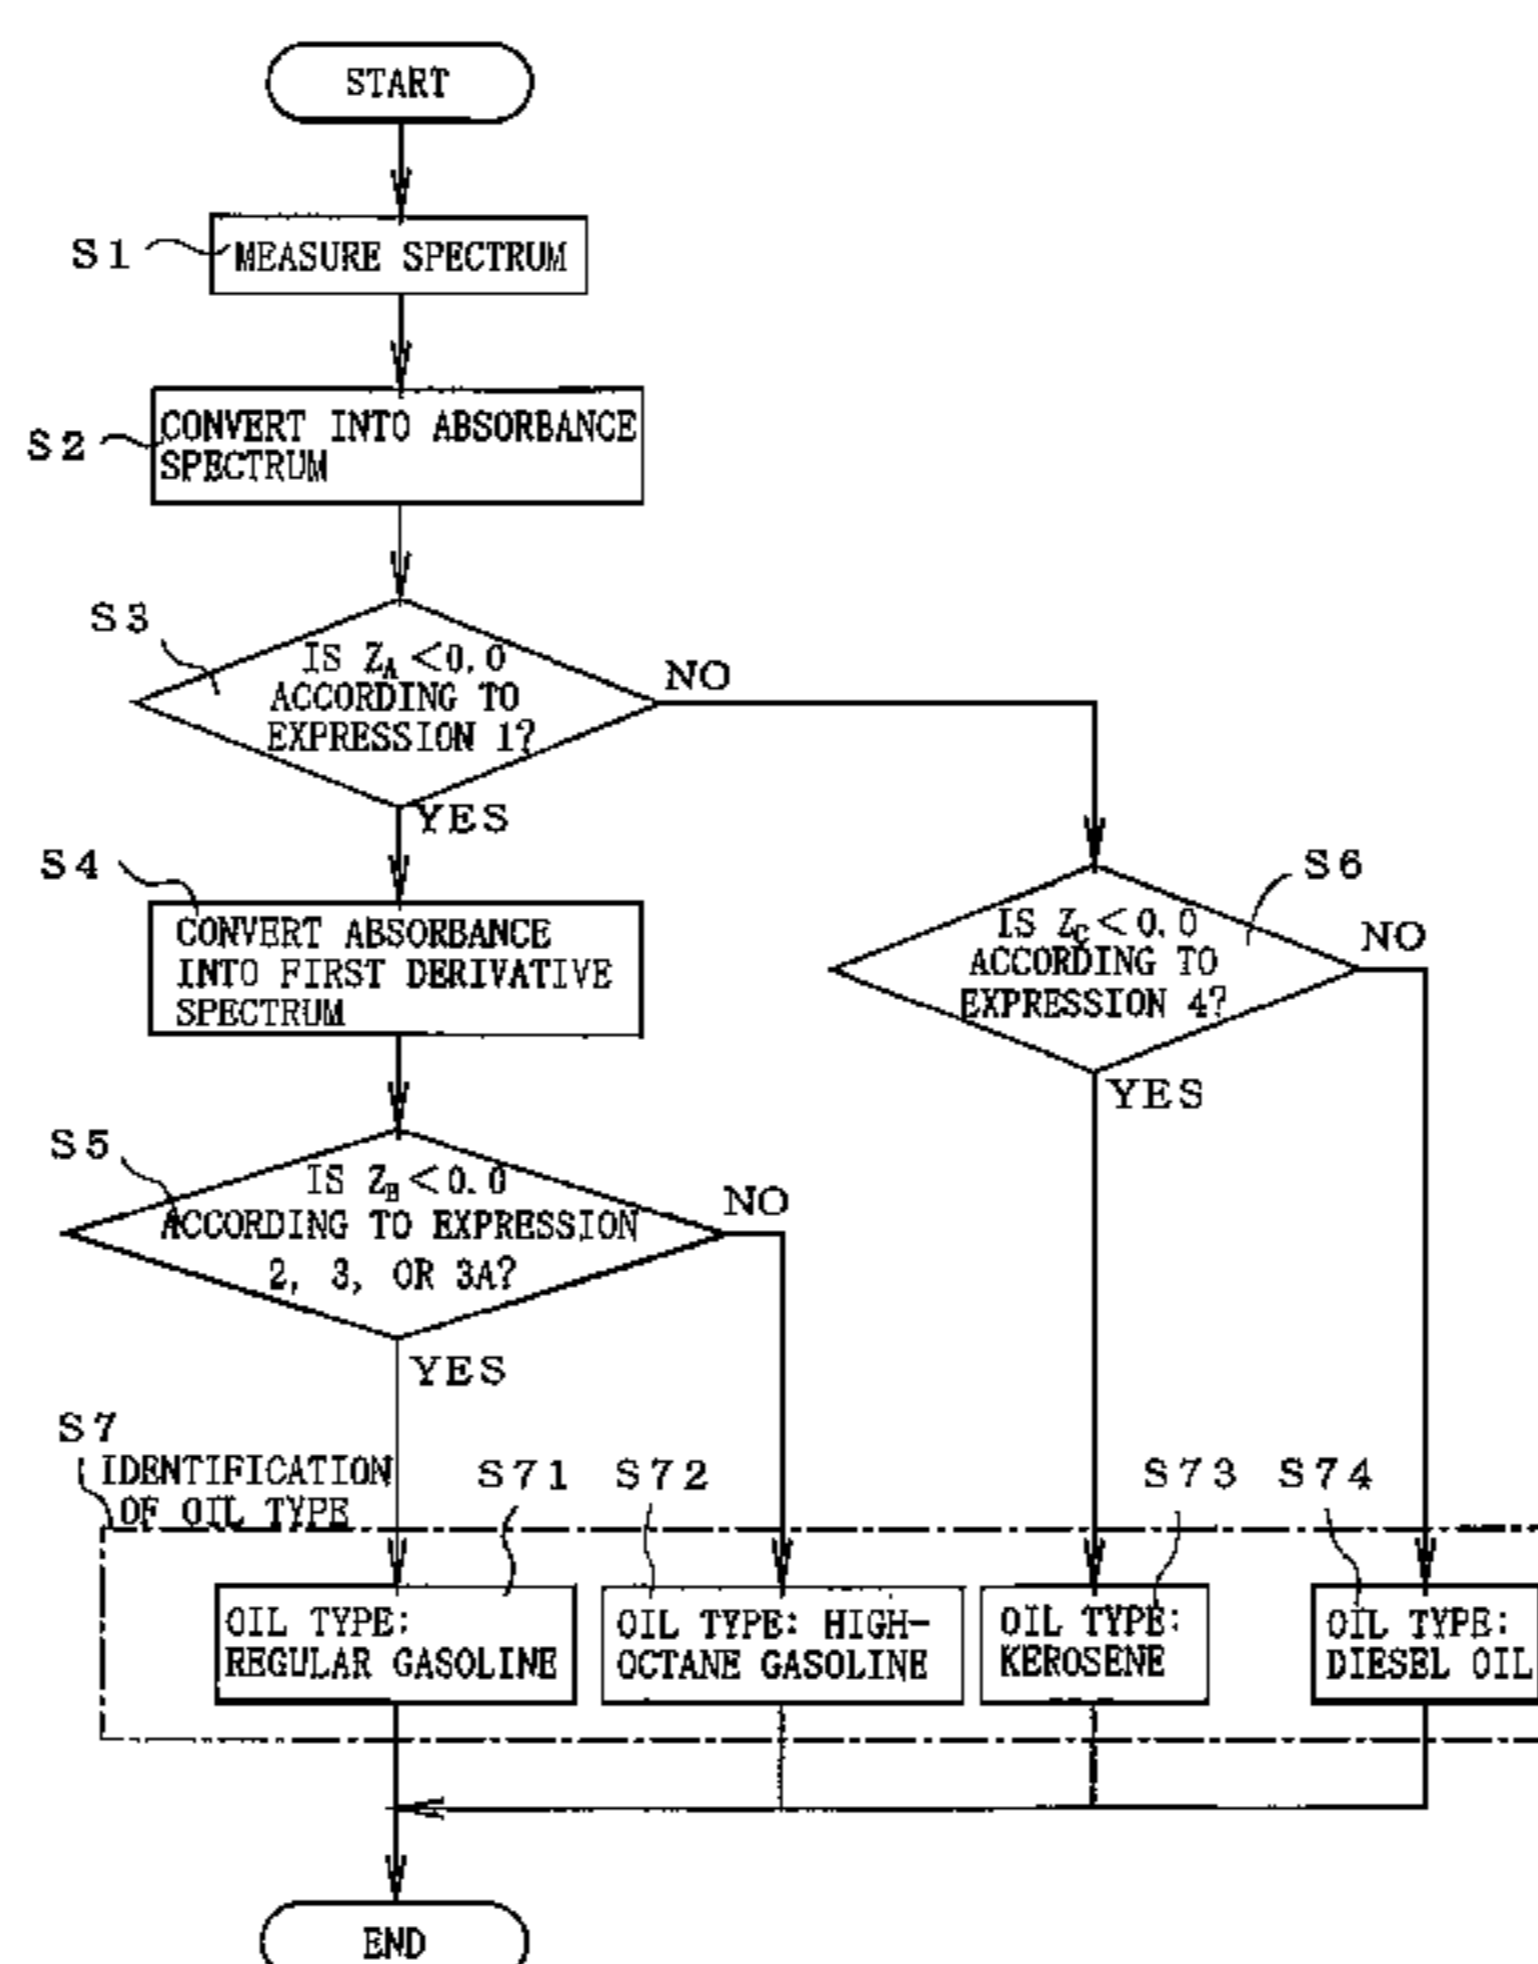 START
S1
MEASURE SPECTRUM
S2
CONVERT INTO ABSORBANCE
SPECTRUM
S3
IS ZA <0.0
ACCORDING TO
EXPRESSION 1?
NO
YES
S4
CONVERT ABSORBANCE
INTO FIRST DERIVATIVE
SPECTRUM
S6
IS ZC <0.0
ACCORDING TO
EXPRESSION 4?
NO
YES
S5
IS ZB <0.0
ACCORDING TO EXPRESSION
2, 3, OR 3A?
NO
YES
S7
IDENTIFICATION
OF OIL TYPE
S71
S72
S73
S74
OIL TYPE:
REGULAR GASOLINE
OIL TYPE: HIGH-
OCTANE GASOLINE
OIL TYPE:
KEROSENE
OIL TYPE:
DIESEL OIL
END